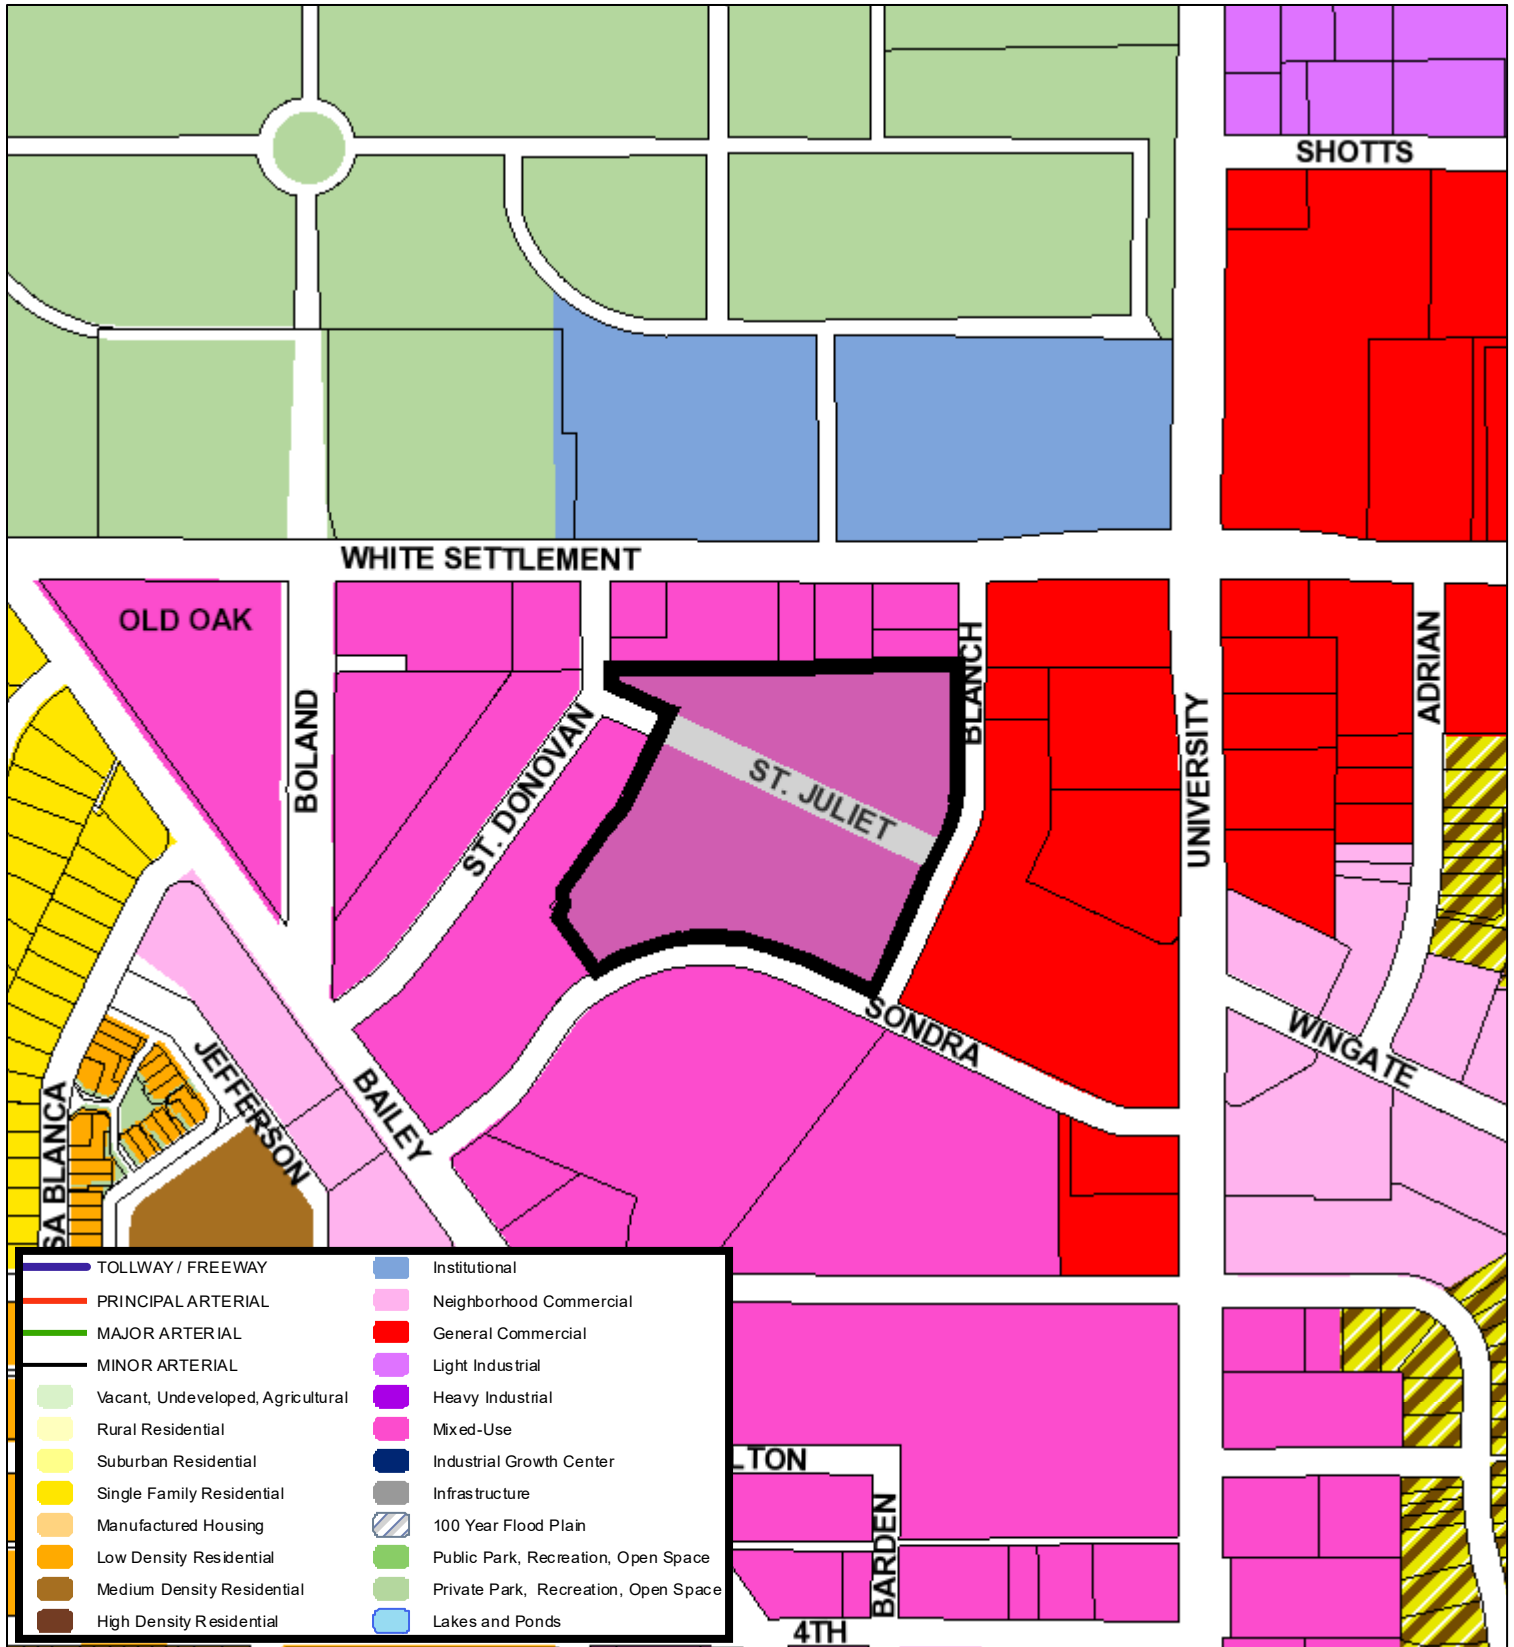 SHOTTS
WHITE SETTLEMENT
OLD OAK
BLANCH
ADRIAN
BOLAND
UNIVERSITY
ST. DONOVAN
ST. JULIET
SONDRA
WINGATE
JEFFERSON
BAILEY
SA BLANCA
TOLLWAY / FREEWAY
PRINCIPAL ARTERIAL
MAJOR ARTERIAL
MINOR ARTERIAL
Vacant, Undeveloped, Agricultural
Rural Residential
Suburban Residential
Single Family Residential
Manufactured Housing
Low Density Residential
Medium Density Residential
High Density Residential
Institutional
Neighborhood Commercial
General Commercial
Light Industrial
Heavy Industrial
Mixed-Use
Industrial Growth Center
Infrastructure
100 Year Flood Plain
Public Park, Recreation, Open Space
Private Park, Recreation, Open Space
Lakes and Ponds
LTON
BARDEN
4TH